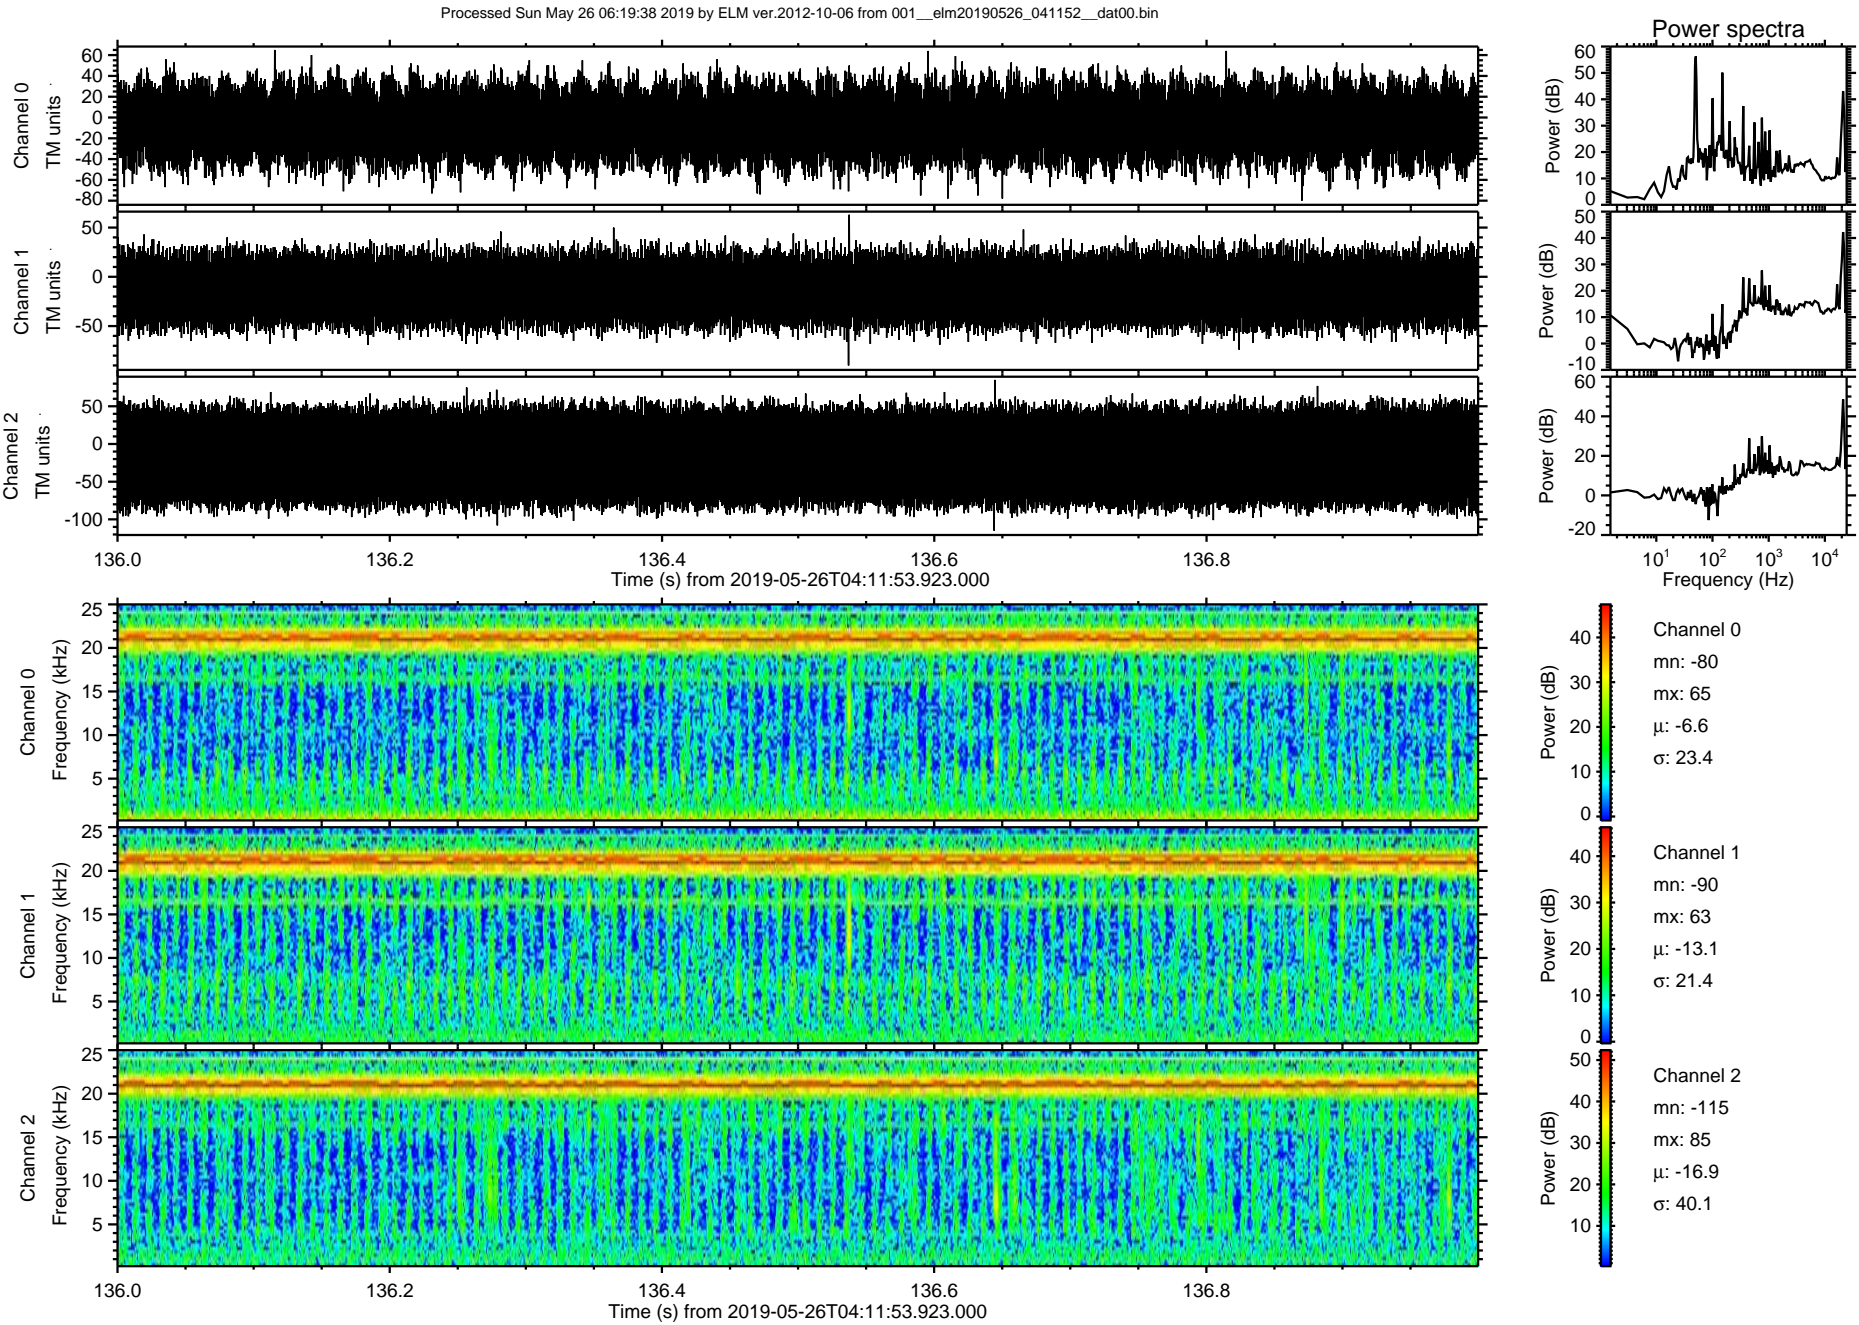 Processed Sun May 26 06:19:38 2019 by ELM ver.2012-10-06 from 001__elm20190526_041152__dat00.bin
Power spectra
Channel 0
TM units
60
40
20
0
-20
-40
-60
-80
Power (dB)
60
50
40
30
20
10
0
Channel 1
TM units
50
0
-50
Power (dB)
50
40
30
20
10
0
-10
Channel 2
TM units
50
0
-50
-100
Power (dB)
60
40
20
0
-20
136.0
136.2
136.4
136.6
136.8
Time (s) from 2019-05-26T04:11:53.923.000
10^1
10^2
10^3
10^4
Frequency (Hz)
Channel 0
Frequency (kHz)
25
20
15
10
5
Power (dB)
40
30
20
10
0
Channel 0
mn: -80
mx: 65
μ: -6.6
σ: 23.4
Channel 1
Frequency (kHz)
25
20
15
10
5
Power (dB)
40
30
20
10
0
Channel 1
mn: -90
mx: 63
μ: -13.1
σ: 21.4
Channel 2
Frequency (kHz)
25
20
15
10
5
Power (dB)
50
40
30
20
10
Channel 2
mn: -115
mx: 85
μ: -16.9
σ: 40.1
136.0
136.2
136.4
136.6
136.8
Time (s) from 2019-05-26T04:11:53.923.000